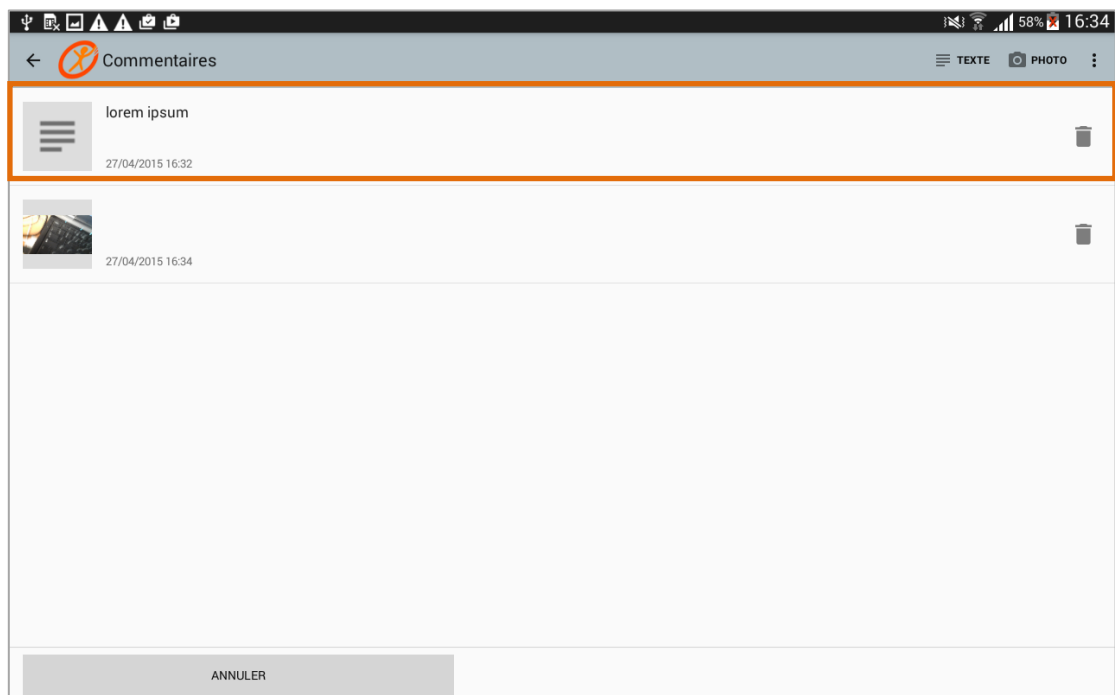 58% 16:34
Commentaires TEXTE PHOTO
lorem ipsum
27/04/2015 16:32
27/04/2015 16:34
ANNULER